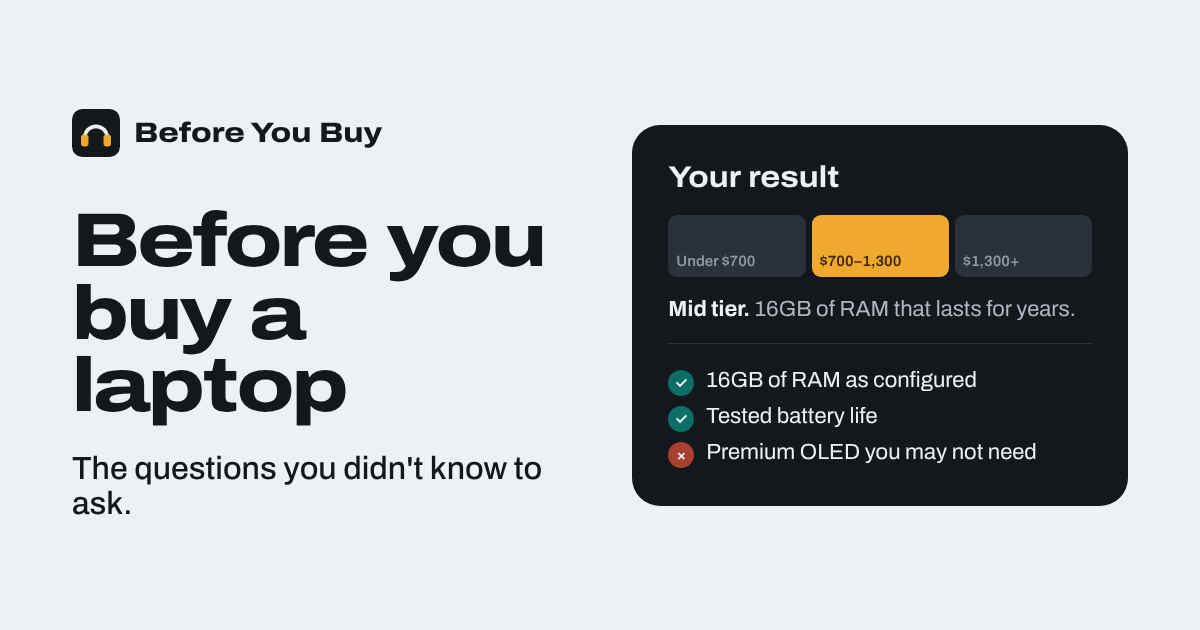 Before You Buy
Before you
buy a
laptop
The questions you didn't know to
ask.
Your result
Under $700
$700–1,300
$1,300+
Mid tier. 16GB of RAM that lasts for years.
16GB of RAM as configured
Tested battery life
Premium OLED you may not need